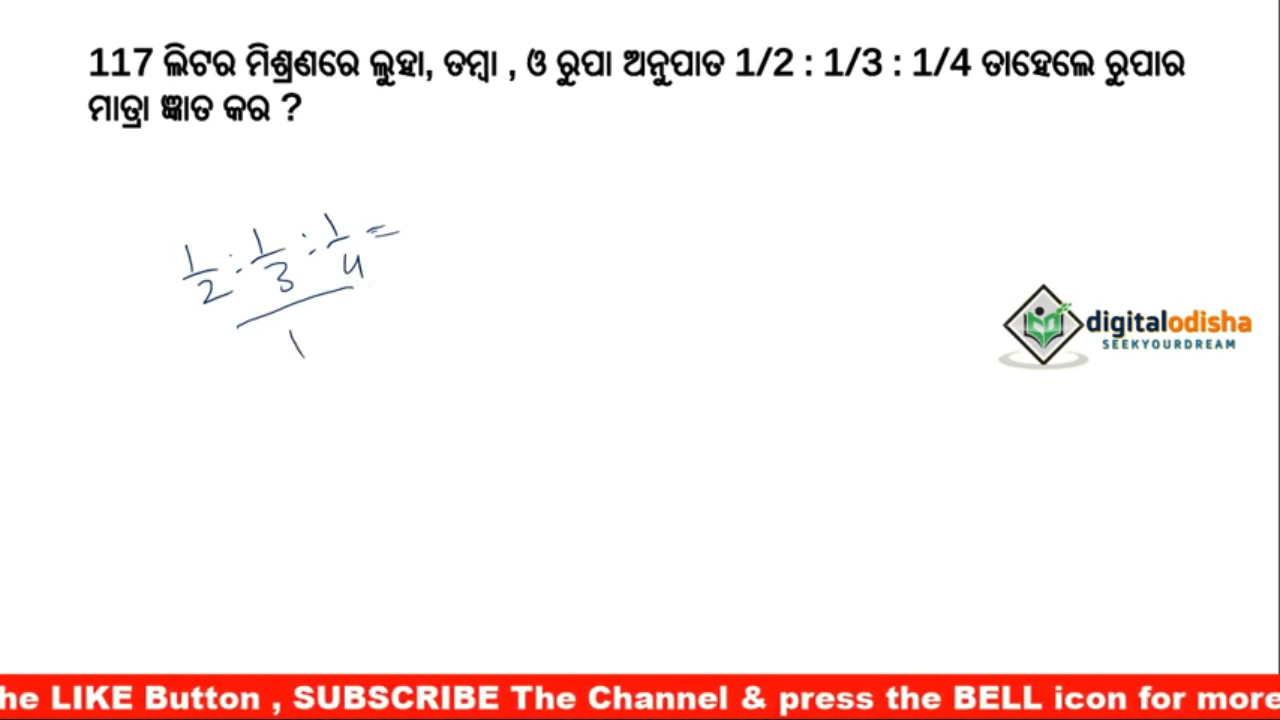 117 ଲିଟର ମିଶ୍ରଣରେ ଲୁହା, ତମ୍ବା , ଓ ରୁପା ଅନୁପାତ 1/2 : 1/3 : 1/4 ତାହେଲେ ରୁପାର
ମାତ୍ରା ଜ୍ଞାତ କର ?
1/2 : 1/3 : 1/4 =
1
digitalodisha
SEEKYOURDREAM
he LIKE Button , SUBSCRIBE The Channel & press the BELL icon for more